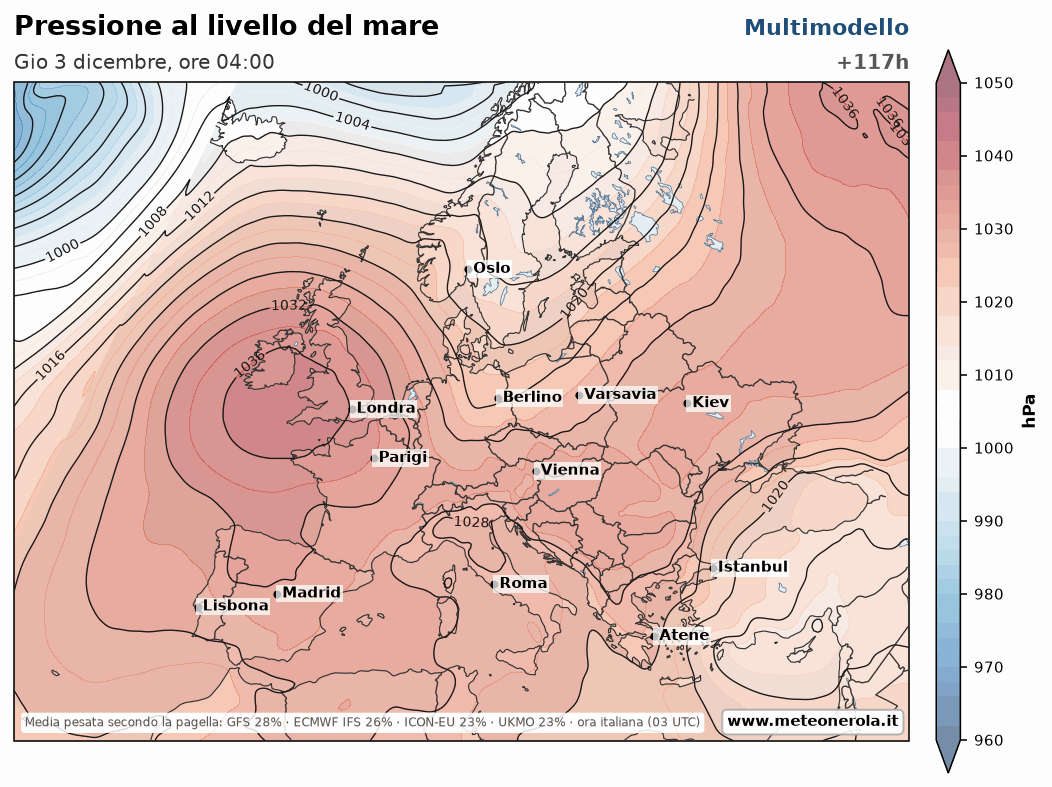 Pressione al livello del mare
Multimodello
Gio 3 dicembre, ore 04:00
+117h
1000
1004
1036
1036
1012
1008
1000
1016
1032
1036
1020
1028
1020
Oslo
Berlino
Varsavia
Kiev
Londra
Parigi
Vienna
Istanbul
Roma
Madrid
Lisbona
Atene
1050
1040
1030
1020
1010
1000
990
980
970
960
hPa
Media pesata secondo la pagella: GFS 28% · ECMWF IFS 26% · ICON-EU 23% · UKMO 23% · ora italiana (03 UTC)
www.meteonerola.it